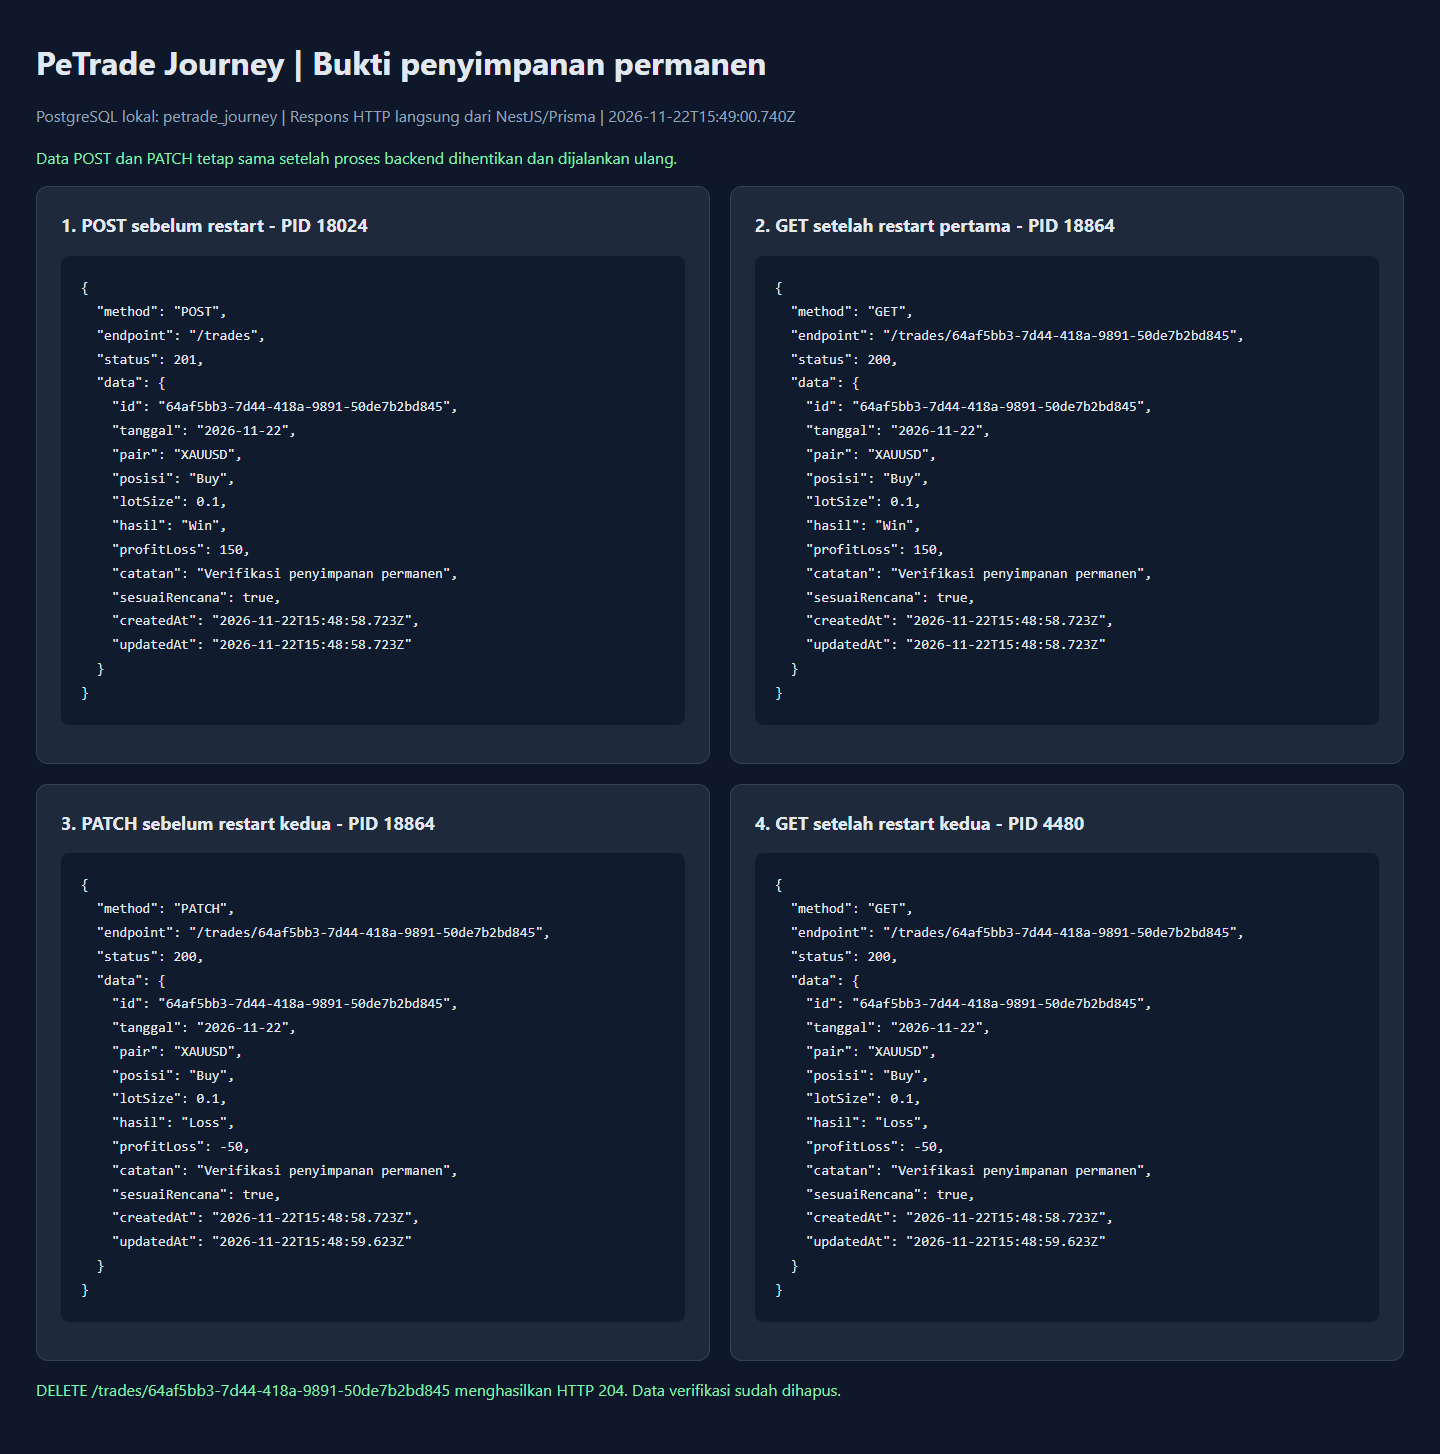 PeTrade Journey | Bukti penyimpanan permanen
PostgreSQL lokal: petrade_journey | Respons HTTP langsung dari NestJS/Prisma | 2026-11-22T15:49:00.740Z
Data POST dan PATCH tetap sama setelah proses backend dihentikan dan dijalankan ulang.
1. POST sebelum restart - PID 18024
{
  "method": "POST",
  "endpoint": "/trades",
  "status": 201,
  "data": {
    "id": "64af5bb3-7d44-418a-9891-50de7b2bd845",
    "tanggal": "2026-11-22",
    "pair": "XAUUSD",
    "posisi": "Buy",
    "lotSize": 0.1,
    "hasil": "Win",
    "profitLoss": 150,
    "catatan": "Verifikasi penyimpanan permanen",
    "sesuaiRencana": true,
    "createdAt": "2026-11-22T15:48:58.723Z",
    "updatedAt": "2026-11-22T15:48:58.723Z"
  }
}
2. GET setelah restart pertama - PID 18864
{
  "method": "GET",
  "endpoint": "/trades/64af5bb3-7d44-418a-9891-50de7b2bd845",
  "status": 200,
  "data": {
    "id": "64af5bb3-7d44-418a-9891-50de7b2bd845",
    "tanggal": "2026-11-22",
    "pair": "XAUUSD",
    "posisi": "Buy",
    "lotSize": 0.1,
    "hasil": "Win",
    "profitLoss": 150,
    "catatan": "Verifikasi penyimpanan permanen",
    "sesuaiRencana": true,
    "createdAt": "2026-11-22T15:48:58.723Z",
    "updatedAt": "2026-11-22T15:48:58.723Z"
  }
}
3. PATCH sebelum restart kedua - PID 18864
{
  "method": "PATCH",
  "endpoint": "/trades/64af5bb3-7d44-418a-9891-50de7b2bd845",
  "status": 200,
  "data": {
    "id": "64af5bb3-7d44-418a-9891-50de7b2bd845",
    "tanggal": "2026-11-22",
    "pair": "XAUUSD",
    "posisi": "Buy",
    "lotSize": 0.1,
    "hasil": "Loss",
    "profitLoss": -50,
    "catatan": "Verifikasi penyimpanan permanen",
    "sesuaiRencana": true,
    "createdAt": "2026-11-22T15:48:58.723Z",
    "updatedAt": "2026-11-22T15:48:59.623Z"
  }
}
4. GET setelah restart kedua - PID 4480
{
  "method": "GET",
  "endpoint": "/trades/64af5bb3-7d44-418a-9891-50de7b2bd845",
  "status": 200,
  "data": {
    "id": "64af5bb3-7d44-418a-9891-50de7b2bd845",
    "tanggal": "2026-11-22",
    "pair": "XAUUSD",
    "posisi": "Buy",
    "lotSize": 0.1,
    "hasil": "Loss",
    "profitLoss": -50,
    "catatan": "Verifikasi penyimpanan permanen",
    "sesuaiRencana": true,
    "createdAt": "2026-11-22T15:48:58.723Z",
    "updatedAt": "2026-11-22T15:48:59.623Z"
  }
}
DELETE /trades/64af5bb3-7d44-418a-9891-50de7b2bd845 menghasilkan HTTP 204. Data verifikasi sudah dihapus.